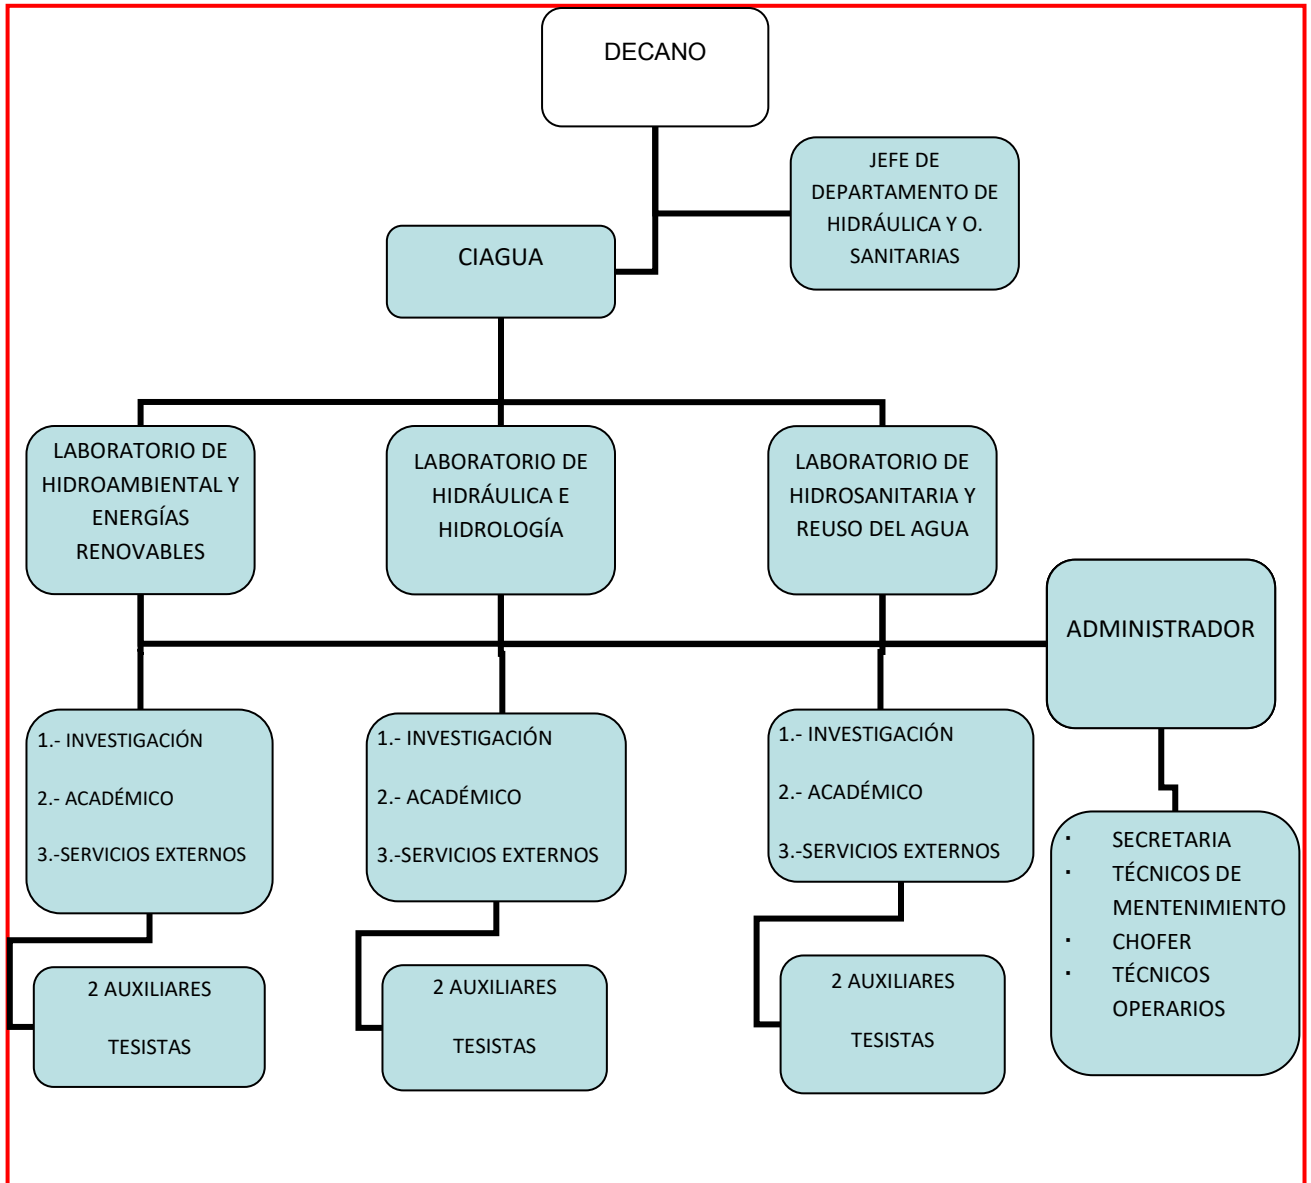 DECANO
JEFE DE
DEPARTAMENTO DE
HIDRÁULICA Y O.
SANITARIAS
CIAGUA
LABORATORIO DE
HIDROAMBIENTAL Y
ENERGÍAS
RENOVABLES
LABORATORIO DE
HIDRÁULICA E
HIDROLOGÍA
LABORATORIO DE
HIDROSANITARIA Y
REUSO DEL AGUA
ADMINISTRADOR
1.- INVESTIGACIÓN
2.- ACADÉMICO
3.-SERVICIOS EXTERNOS
1.- INVESTIGACIÓN
2.- ACADÉMICO
3.-SERVICIOS EXTERNOS
1.- INVESTIGACIÓN
2.- ACADÉMICO
3.-SERVICIOS EXTERNOS
· SECRETARIA
· TÉCNICOS DE
MENTENIMIENTO
· CHOFER
· TÉCNICOS
OPERARIOS
2 AUXILIARES
TESISTAS
2 AUXILIARES
TESISTAS
2 AUXILIARES
TESISTAS